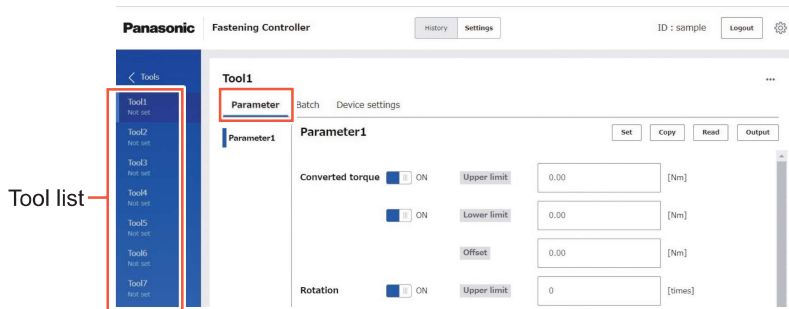 Panasonic Fastening Controller History Settings ID : sample Logout
Tools
Tool1
Not set
Tool2
Not set
Tool3
Not set
Tool4
Not set
Tool5
Not set
Tool6
Not set
Tool7
Not set
Tool list
Tool1
...
Parameter Batch Device settings
Parameter1
Parameter1 Set Copy Read Output
Converted torque ON Upper limit 0.00 [Nm]
ON Lower limit 0.00 [Nm]
Offset 0.00 [Nm]
Rotation ON Upper limit 0 [times]